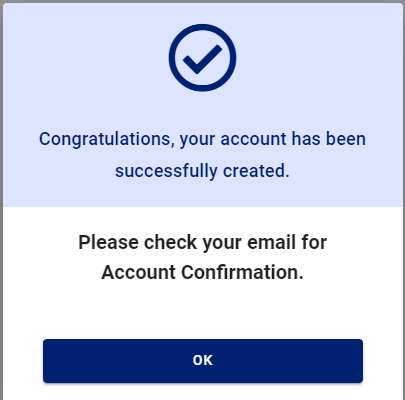 Congratulations, your account has been
successfully created.
Please check your email for
Account Confirmation.
OK